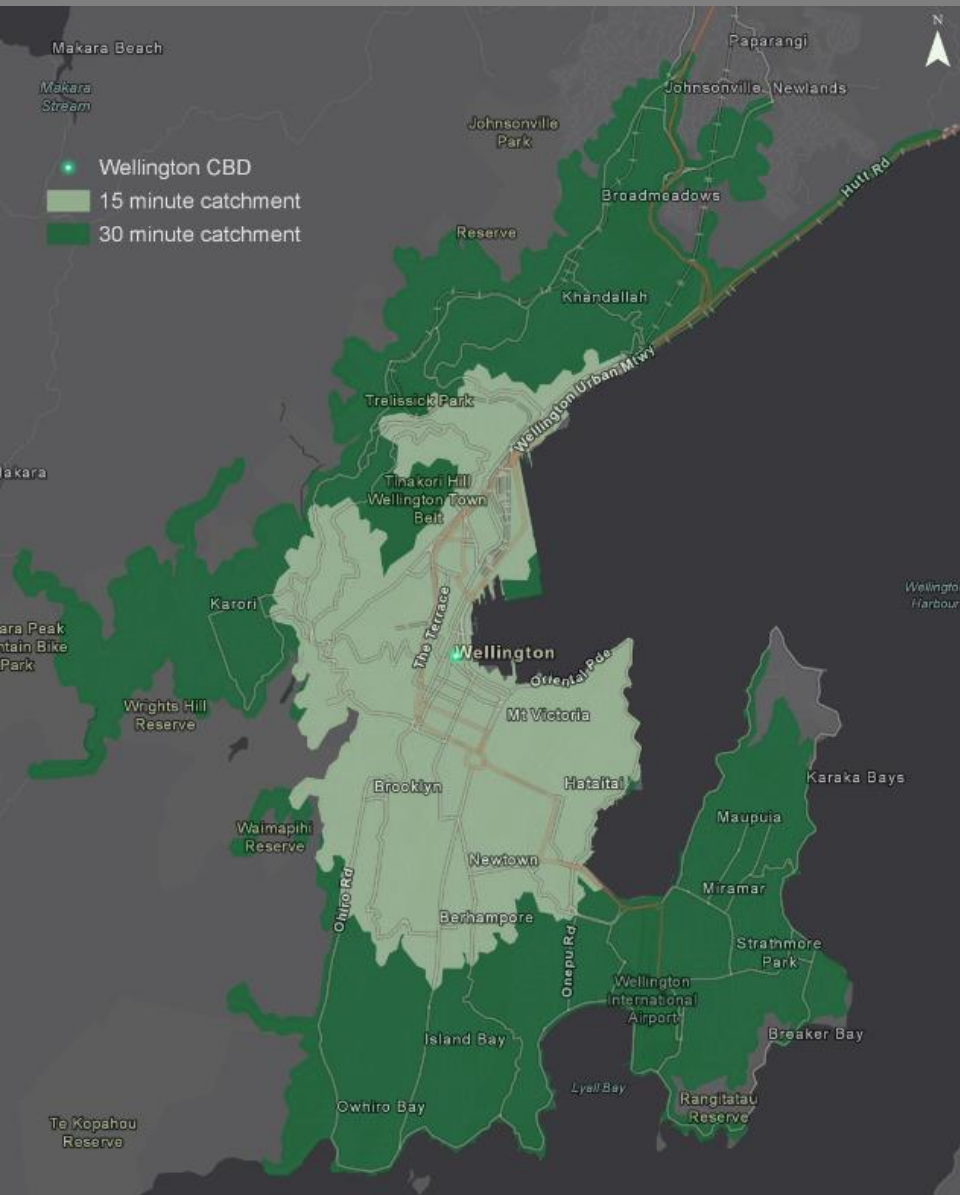 N
Makara Beach
Paparangi
Makara
Stream
Johnsonville
Newlands
Johnsonville
Park
Wellington CBD
15 minute catchment
30 minute catchment
Hutt Rd
Broadmeadows
Reserve
Khandallah
Wellington Urban Mtwy
Trelissick Park
akara
Tinakori Hill
Wellington Town
Belt
Wellingto
Harbour
Karori
The Terrace
ara Peak
ntain Bike
Park
Wellington
Oriental Pde
Wrights Hill
Reserve
Mt Victoria
Brooklyn
Hataitai
Karaka Bays
Maupuia
Waimapihi
Reserve
Newtown
Miramar
Ohiro Rd
Berhampore
Onepu Rd
Strathmore
Park
Wellington
International
Airport
Island Bay
Breaker Bay
Lyall Bay
Owhiro Bay
Rangitatau
Reserve
Te Kopahou
Reserve